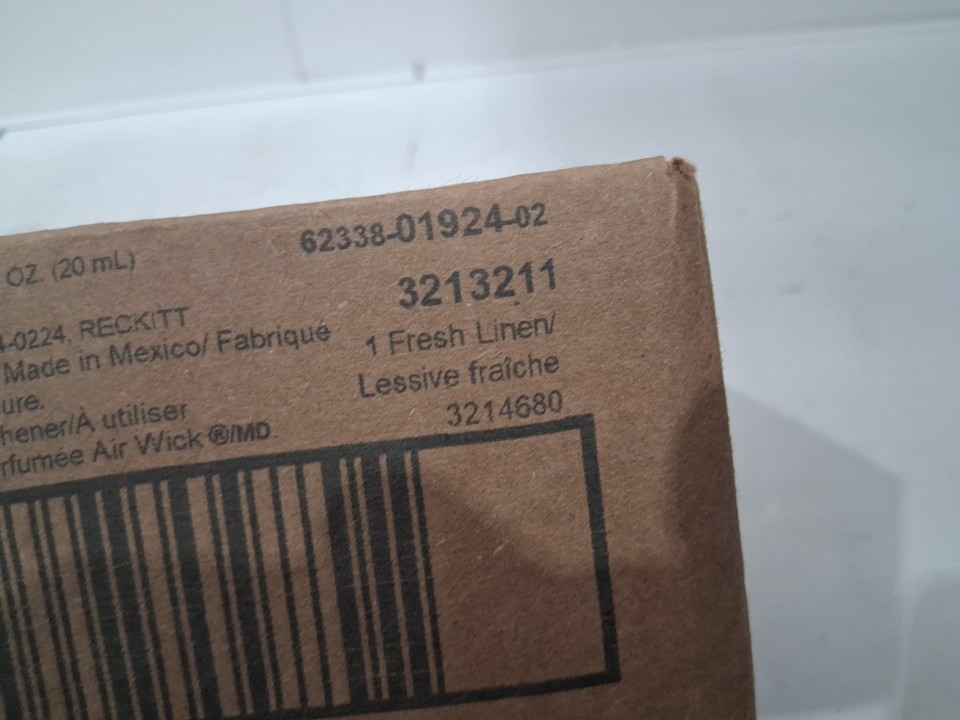 OZ. (20 mL)
62338-01924-02
3213211
-0224, RECKITT
Made in Mexico/ Fabriqué
1 Fresh Linen/
Lessive fraîche
ure.
3214680
hener/À utiliser
rfumée Air Wick ®/MD